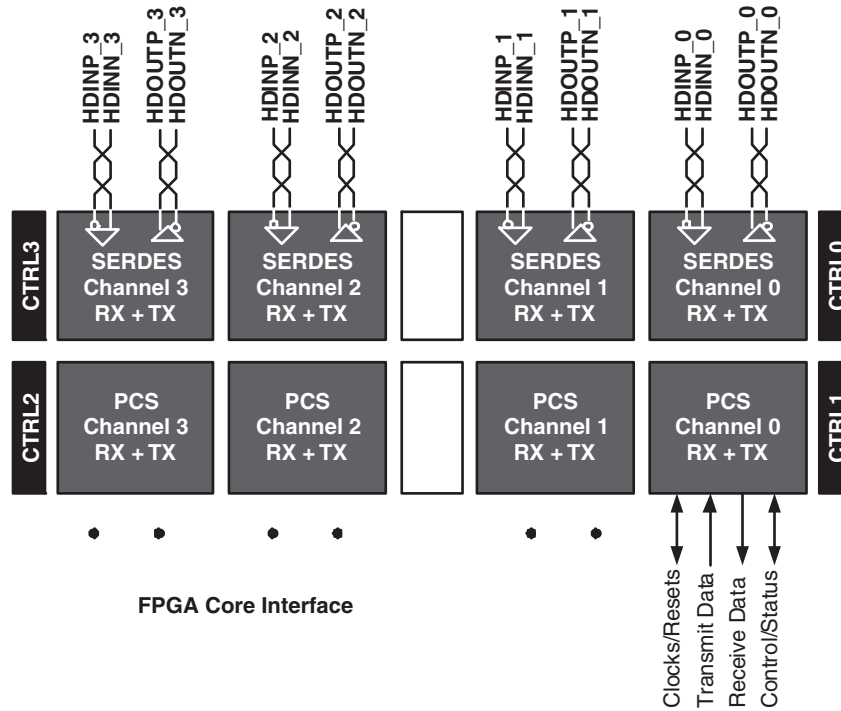 HDINP_3
HDINN_3
HDOUTP_3
HDOUTN_3
HDINP_2
HDINN_2
HDOUTP_2
HDOUTN_2
HDINP_1
HDINN_1
HDOUTP_1
HDOUTN_1
HDINP_0
HDINN_0
HDOUTP_0
HDOUTN_0
CTRL3
SERDES
Channel 3
RX + TX
SERDES
Channel 2
RX + TX
SERDES
Channel 1
RX + TX
SERDES
Channel 0
RX + TX
CTRL0
CTRL2
PCS
Channel 3
RX + TX
PCS
Channel 2
RX + TX
PCS
Channel 1
RX + TX
PCS
Channel 0
RX + TX
CTRL1
FPGA Core Interface
Clocks/Resets
Transmit Data
Receive Data
Control/Status